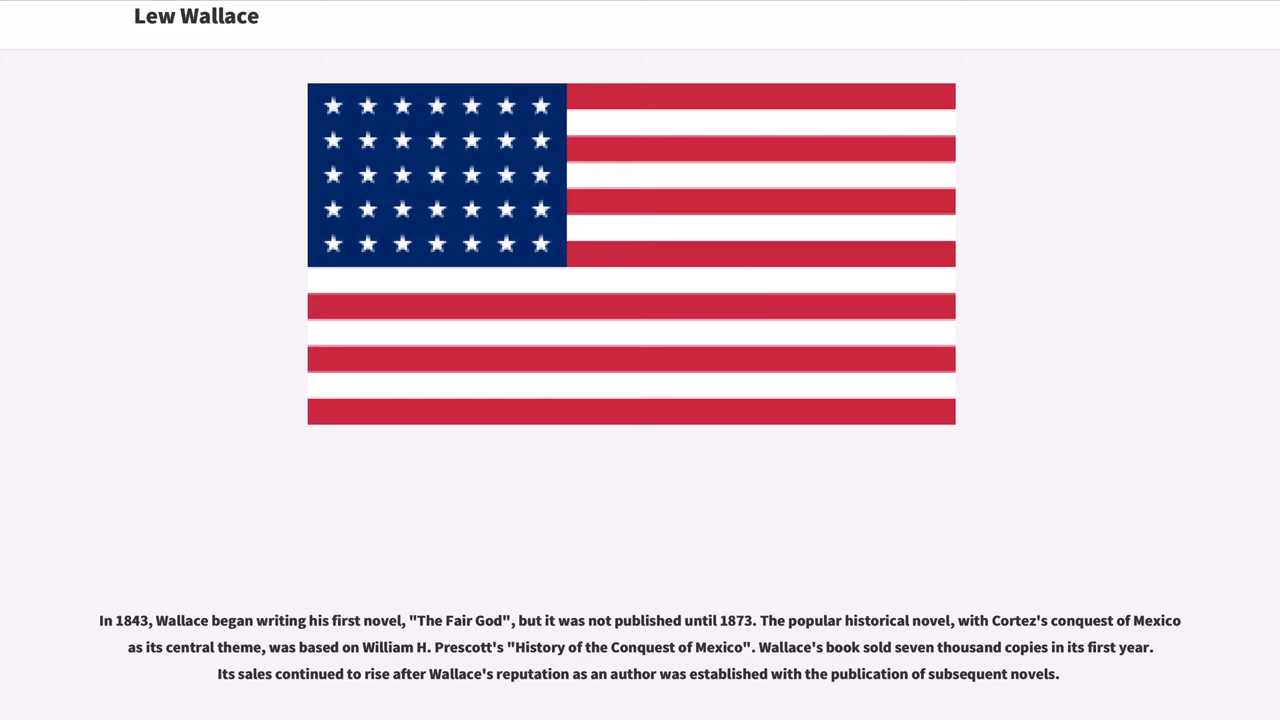 Lew Wallace
In 1843, Wallace began writing his first novel, "The Fair God", but it was not published until 1873. The popular historical novel, with Cortez's conquest of Mexico
as its central theme, was based on William H. Prescott's "History of the Conquest of Mexico". Wallace's book sold seven thousand copies in its first year.
Its sales continued to rise after Wallace's reputation as an author was established with the publication of subsequent novels.